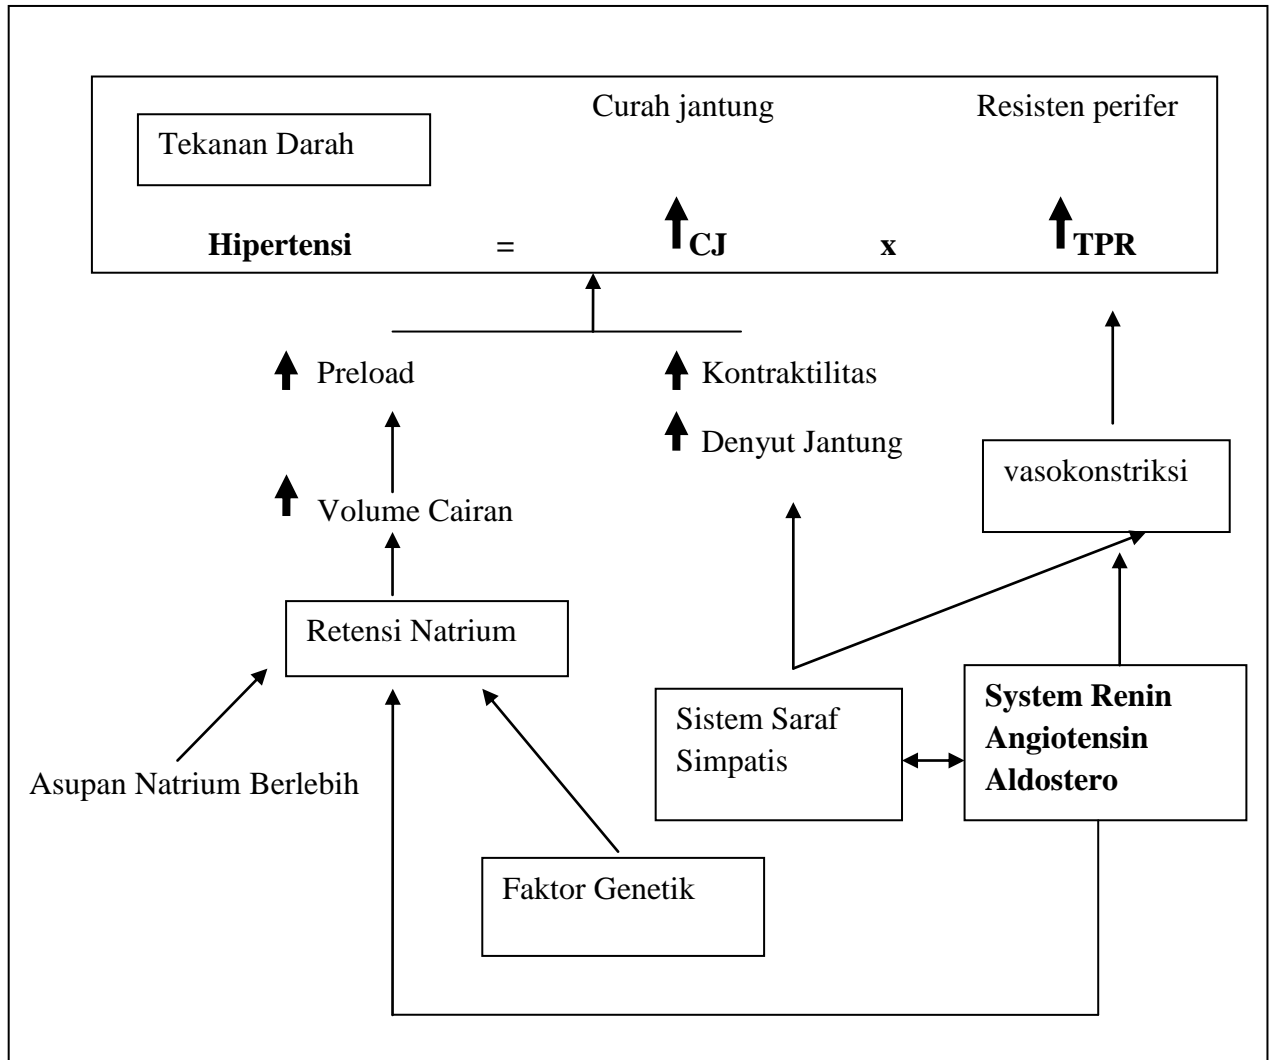 Curah jantung
Resisten perifer
Tekanan Darah
Hipertensi = CJ x TPR
Preload
Kontraktilitas
Denyut Jantung
vasokonstriksi
Volume Cairan
Retensi Natrium
System Renin
Angiotensin
Aldostero
Sistem Saraf
Simpatis
Asupan Natrium Berlebih
Faktor Genetik